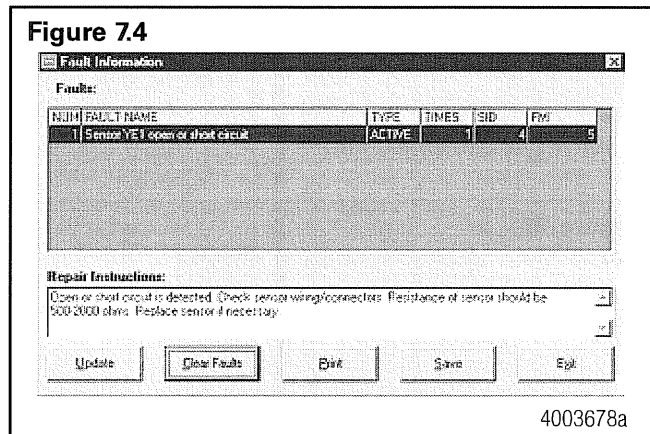 Figure 7.4
Fault Information
Faults:
NUM FAULT NAME TYPE TIMES SID FMI
1 Sensor YE1 open or short circuit ACTIVE 1 4 5
Repair Instructions:
Open or short circuit is detected. Check sensor wiring/connectors. Resistance of sensor should be
500-2000 ohms. Replace sensor if necessary.
Update Clear Faults Print Save Exit
4003678a